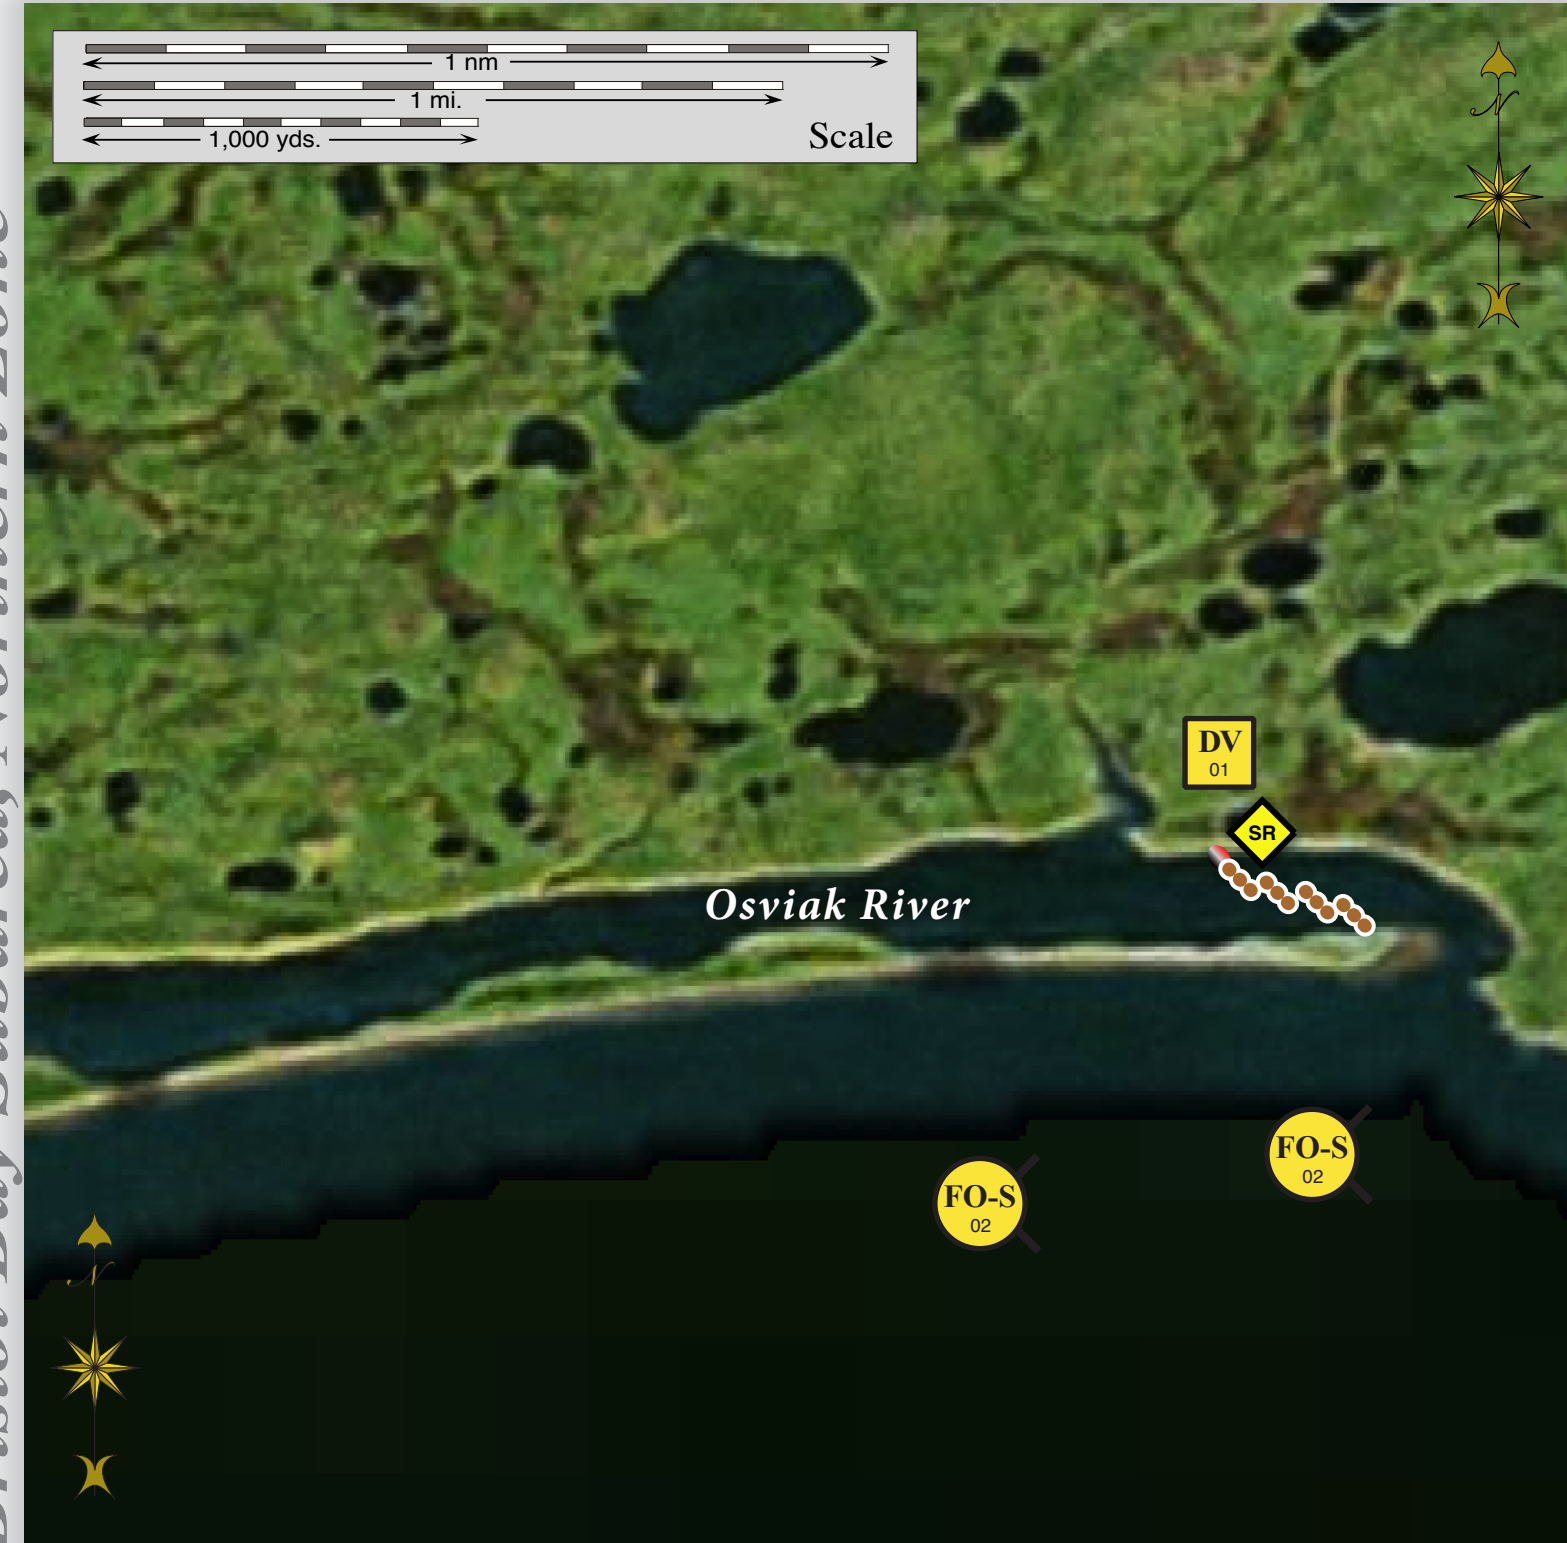 1 nm
1 mi.
1,000 yds.
Scale
N
DV
01
SR
Osviak River
FO-S
02
FO-S
02
N